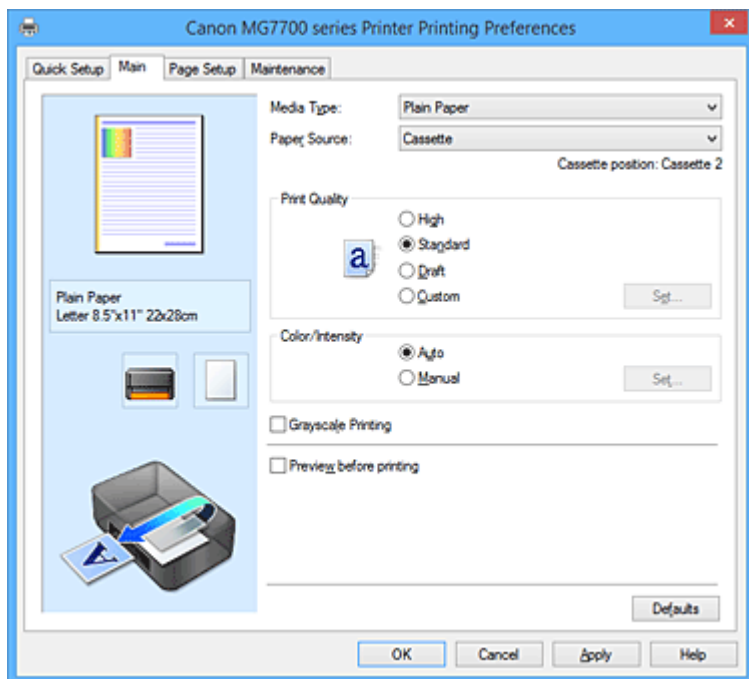 Canon MG7700 series Printer Printing Preferences
Quick Setup Main Page Setup Maintenance
Media Type: Plain Paper
Paper Source: Cassette
Cassette position: Cassette 2
Print Quality
High
a Standard
Draft
Custom Set...
Plain Paper
Letter 8.5"x11" 22x28cm
Color/Intensity
Auto
Manual Set...
Grayscale Printing
Preview before printing
A
Defaults
OK Cancel Apply Help